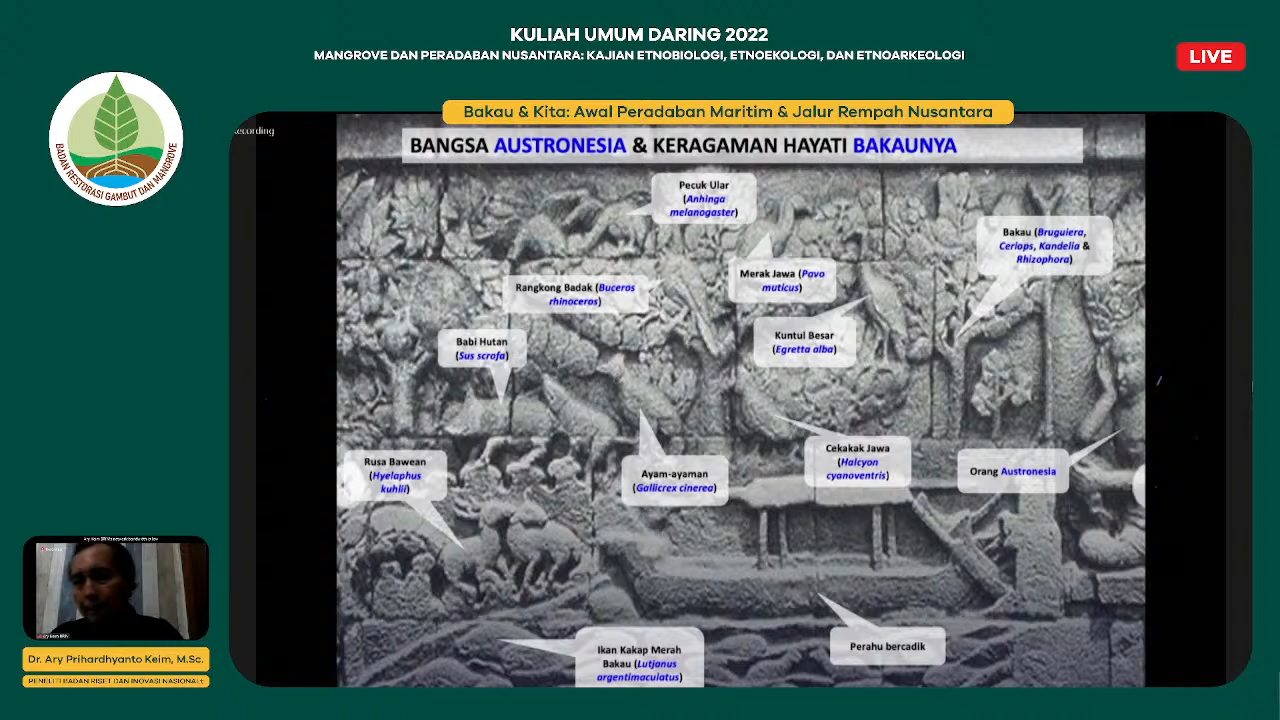 KULIAH UMUM DARING 2022
MANGROVE DAN PERADABAN NUSANTARA: KAJIAN ETNOBIOLOGI, ETNOEKOLOGI, DAN ETNOARKEOLOGI
LIVE
BADAN RESTORASI GAMBUT DAN MANGROVE
Bakau & Kita: Awal Peradaban Maritim & Jalur Rempah Nusantara
ecording
BANGSA AUSTRONESIA & KERAGAMAN HAYATI BAKAUNYA
Pecuk Ular
(Anhinga
melanogaster)
Bakau (Bruguiera,
Ceriops, Kandelia &
Rhizophora)
Merak Jawa (Pavo
muticus)
Rangkong Badak (Buceros
rhinoceros)
Kuntul Besar
(Egretta alba)
Babi Hutan
(Sus scrofa)
Rusa Bawean
(Hyelaphus
kuhlii)
Ayam-ayaman
(Gallicrex cinerea)
Cekakak Jawa
(Halcyon
cyanoventris)
Orang Austronesia
Ikan Kakap Merah
Bakau (Lutjanus
argentimaculatus)
Perahu bercadik
Dr. Ary Prihardhyanto Keim, M.Sc.
PENELITI BADAN RISET DAN INOVASI NASIONAL